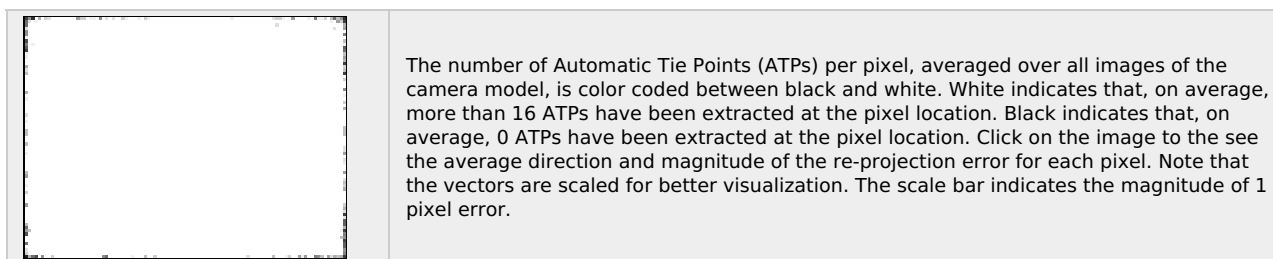 The number of Automatic Tie Points (ATPs) per pixel, averaged over all images of the
camera model, is color coded between black and white. White indicates that, on average,
more than 16 ATPs have been extracted at the pixel location. Black indicates that, on
average, 0 ATPs have been extracted at the pixel location. Click on the image to the see
the average direction and magnitude of the re-projection error for each pixel. Note that
the vectors are scaled for better visualization. The scale bar indicates the magnitude of 1
pixel error.